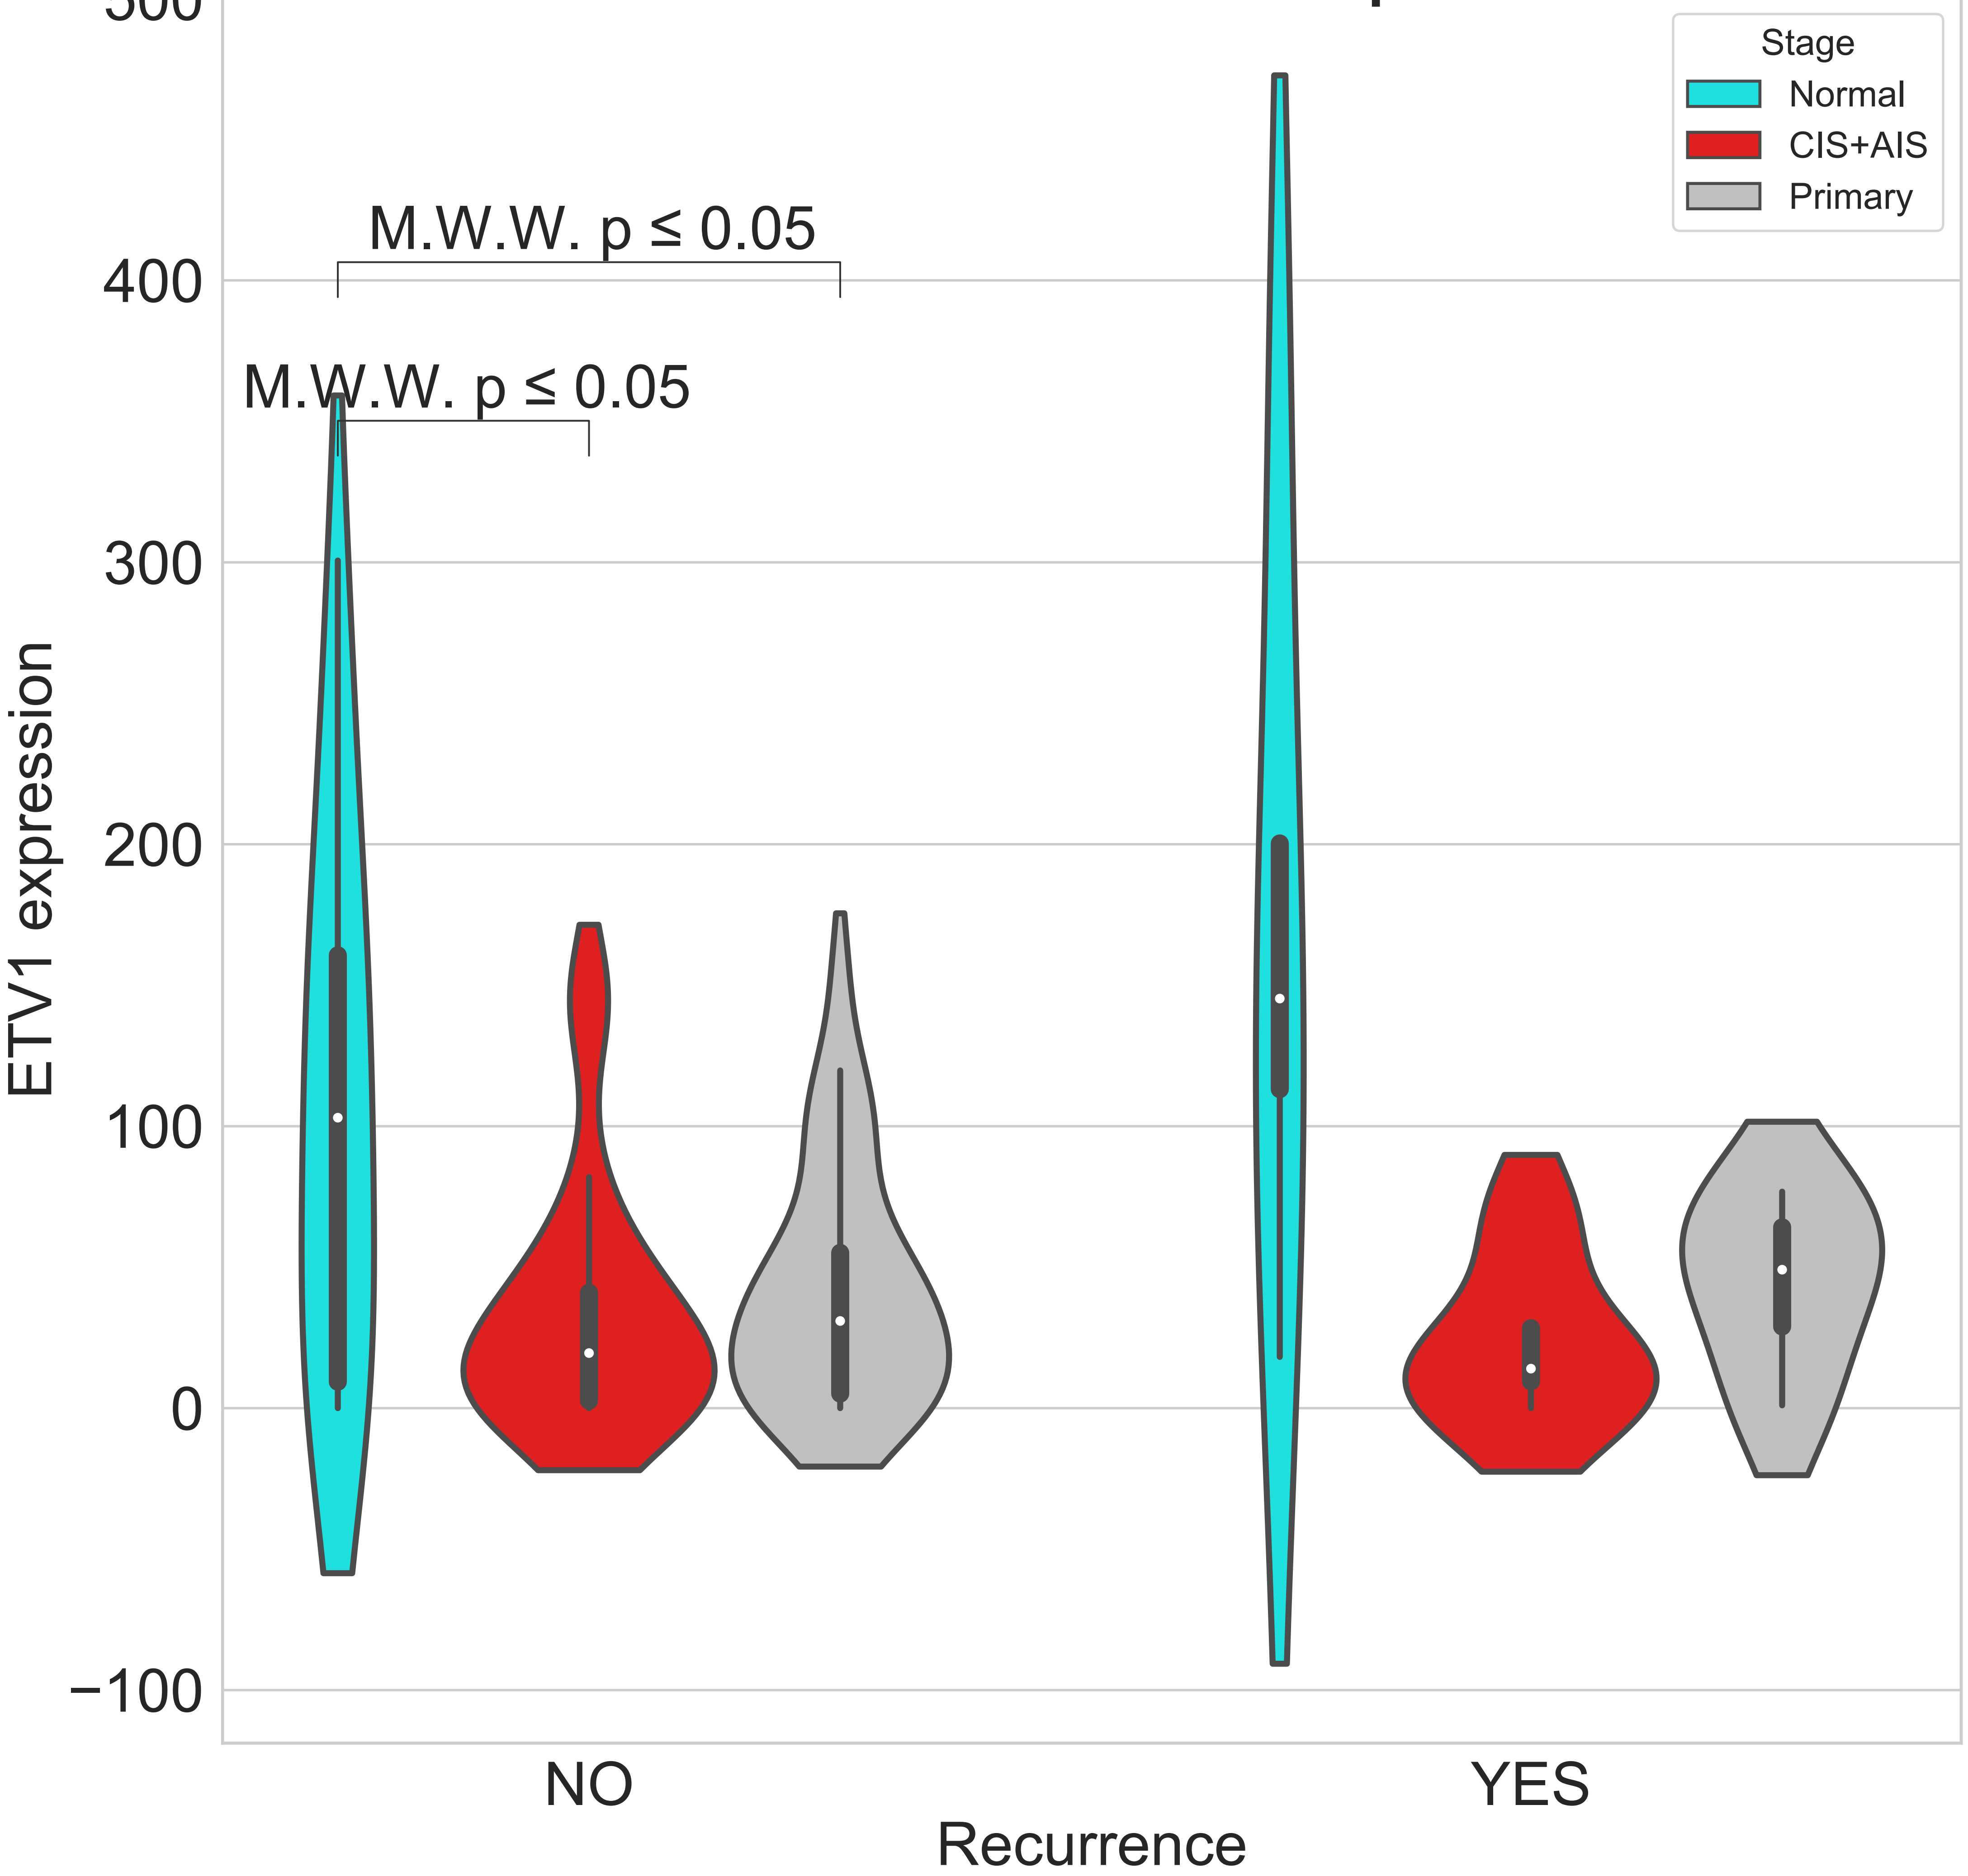 500
Stage
Normal
CIS+AIS
Primary
M.W.W. p ≤ 0.05
400
M.W.W. p ≤ 0.05
300
ETV1 expression
200
100
0
−100
NO
YES
Recurrence